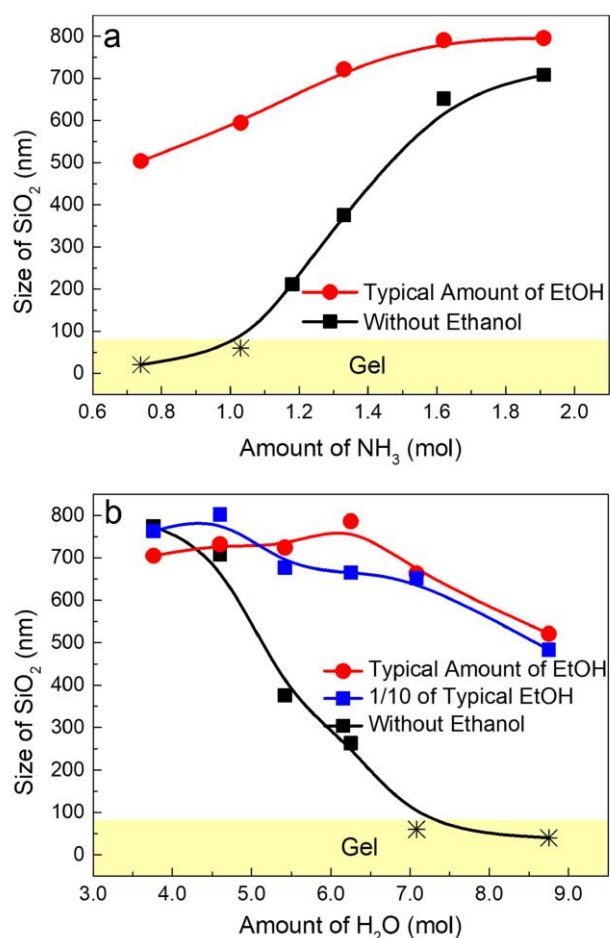 a
800
700
600
500
400
300
200
100
0
Size of SiO₂ (nm)
Typical Amount of EtOH
Without Ethanol
Gel
0.6 0.8 1.0 1.2 1.4 1.6 1.8 2.0
Amount of NH₃ (mol)
b
800
700
600
500
400
300
200
100
0
Size of SiO₂ (nm)
Typical Amount of EtOH
1/10 of Typical EtOH
Without Ethanol
Gel
3.0 4.0 5.0 6.0 7.0 8.0 9.0
Amount of H₂O (mol)